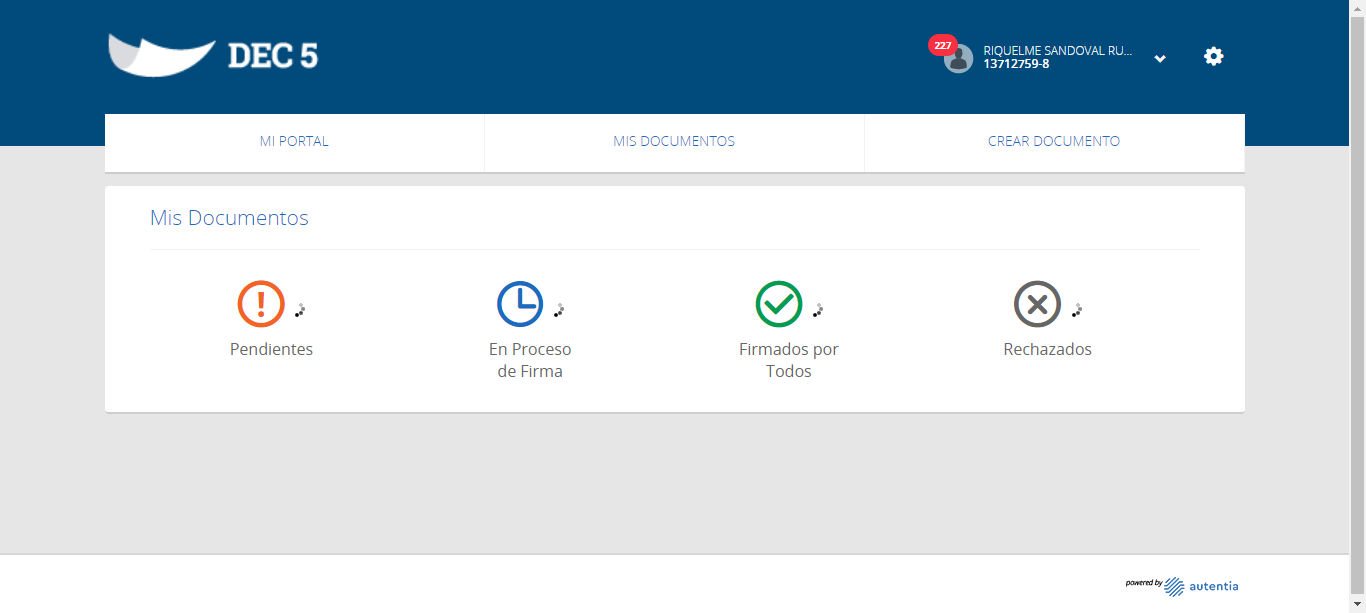 DEC 5
227
RIQUELME SANDOVAL RU...
13712759-8
MI PORTAL
MIS DOCUMENTOS
CREAR DOCUMENTO
Mis Documentos
Pendientes
En Proceso
de Firma
Firmados por
Todos
Rechazados
powered by autentia